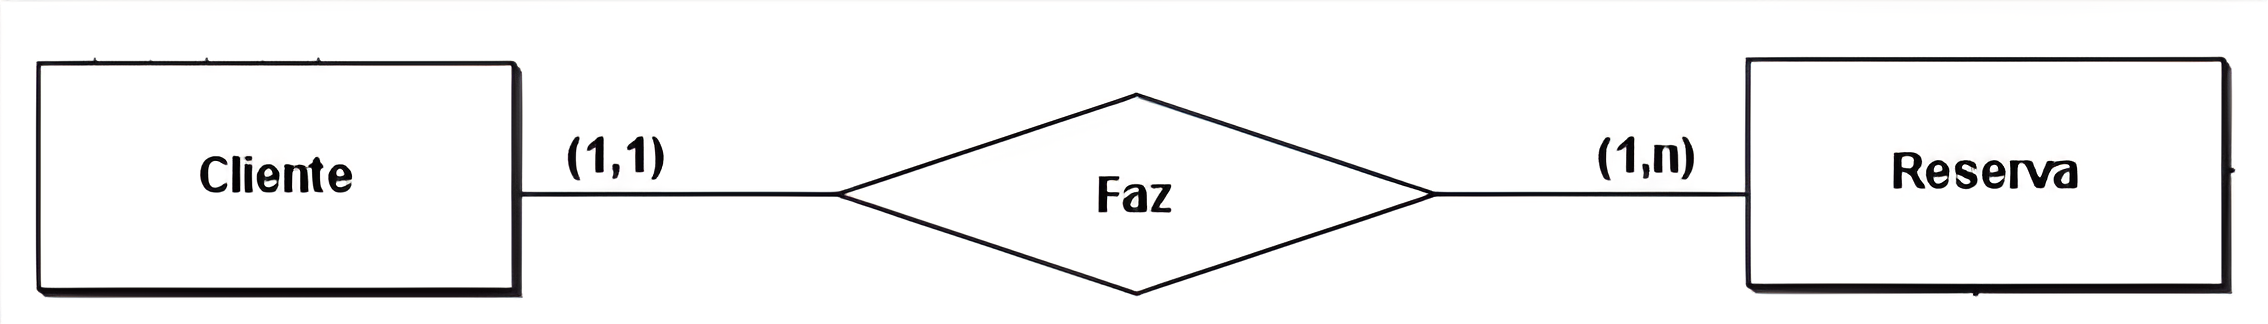 Cliente
(1,1)
Faz
(1,n)
Reserva